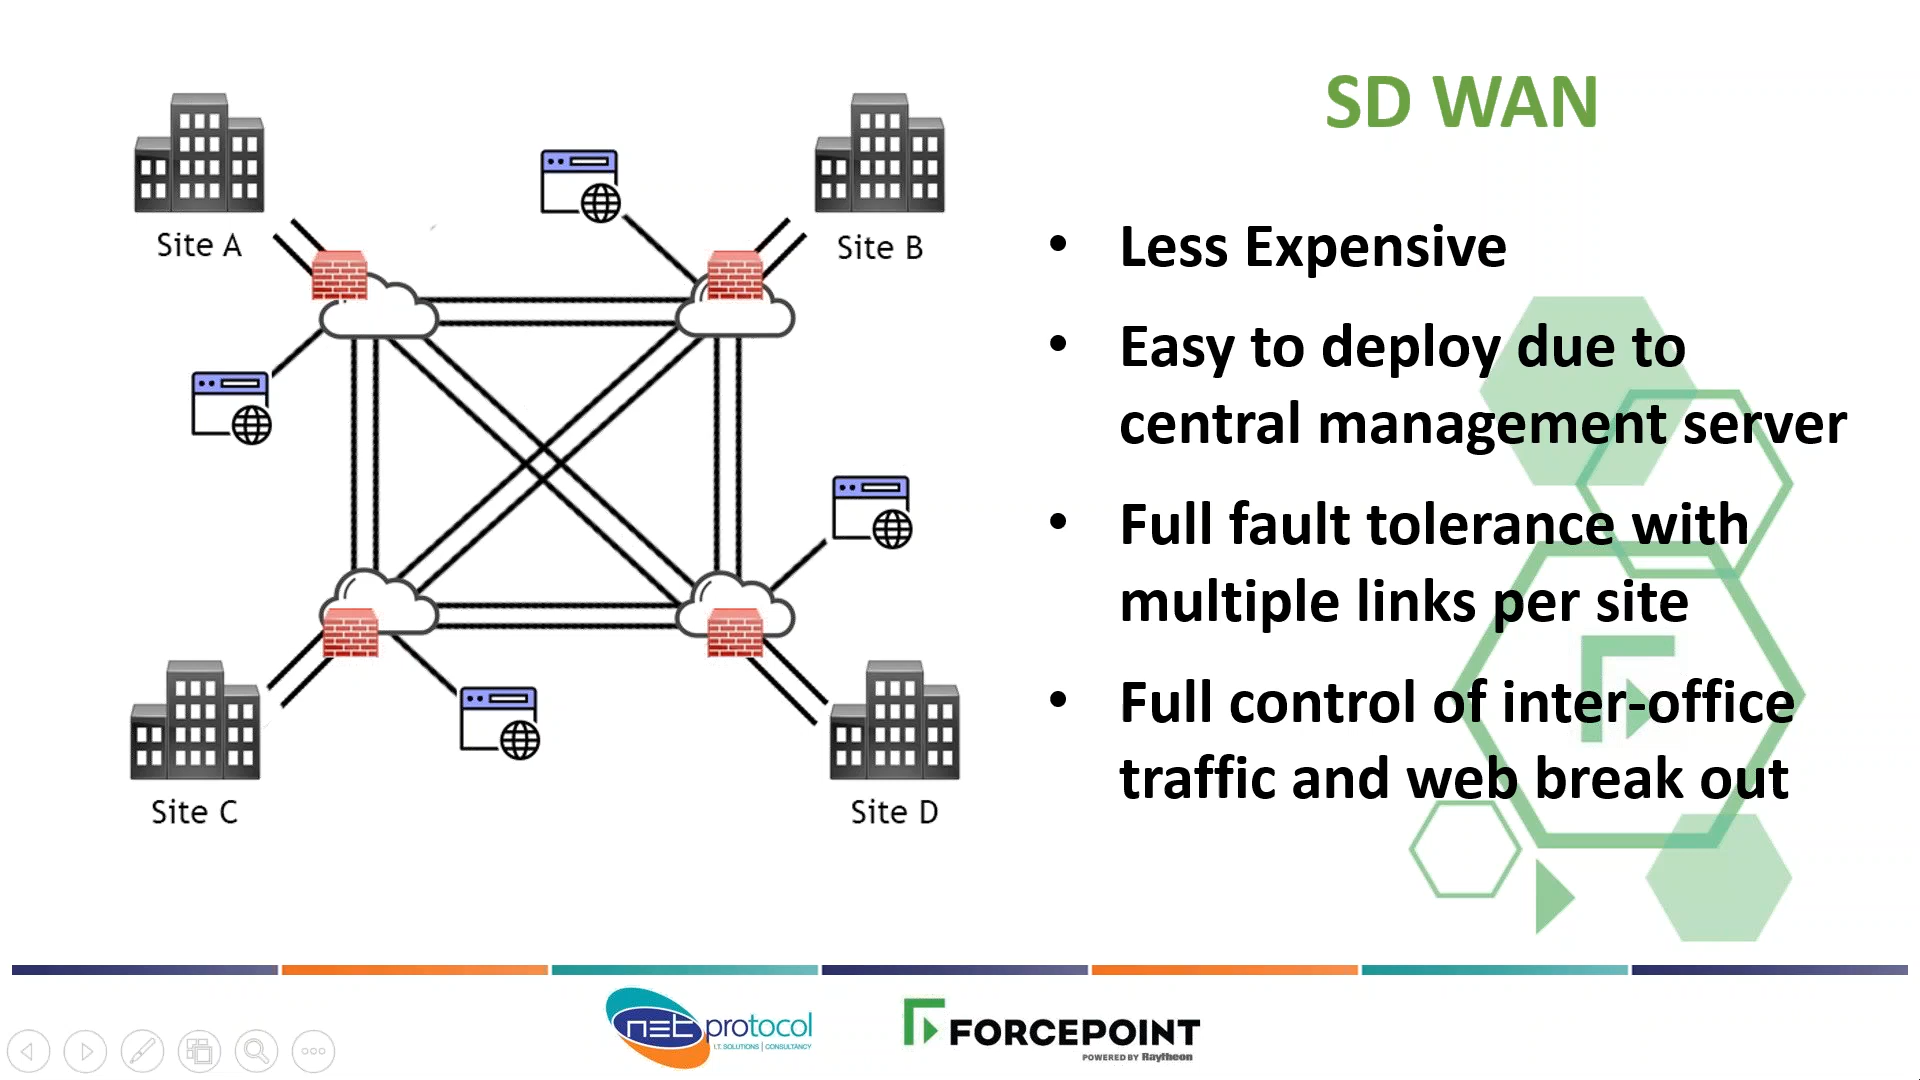 SD WAN
Site A
Site B
• Less Expensive
• Easy to deploy due to
central management server
• Full fault tolerance with
multiple links per site
• Full control of inter-office
traffic and web break out
Site C
Site D
net protocol
I.T. SOLUTIONS | CONSULTANCY
FORCEPOINT
POWERED BY Raytheon